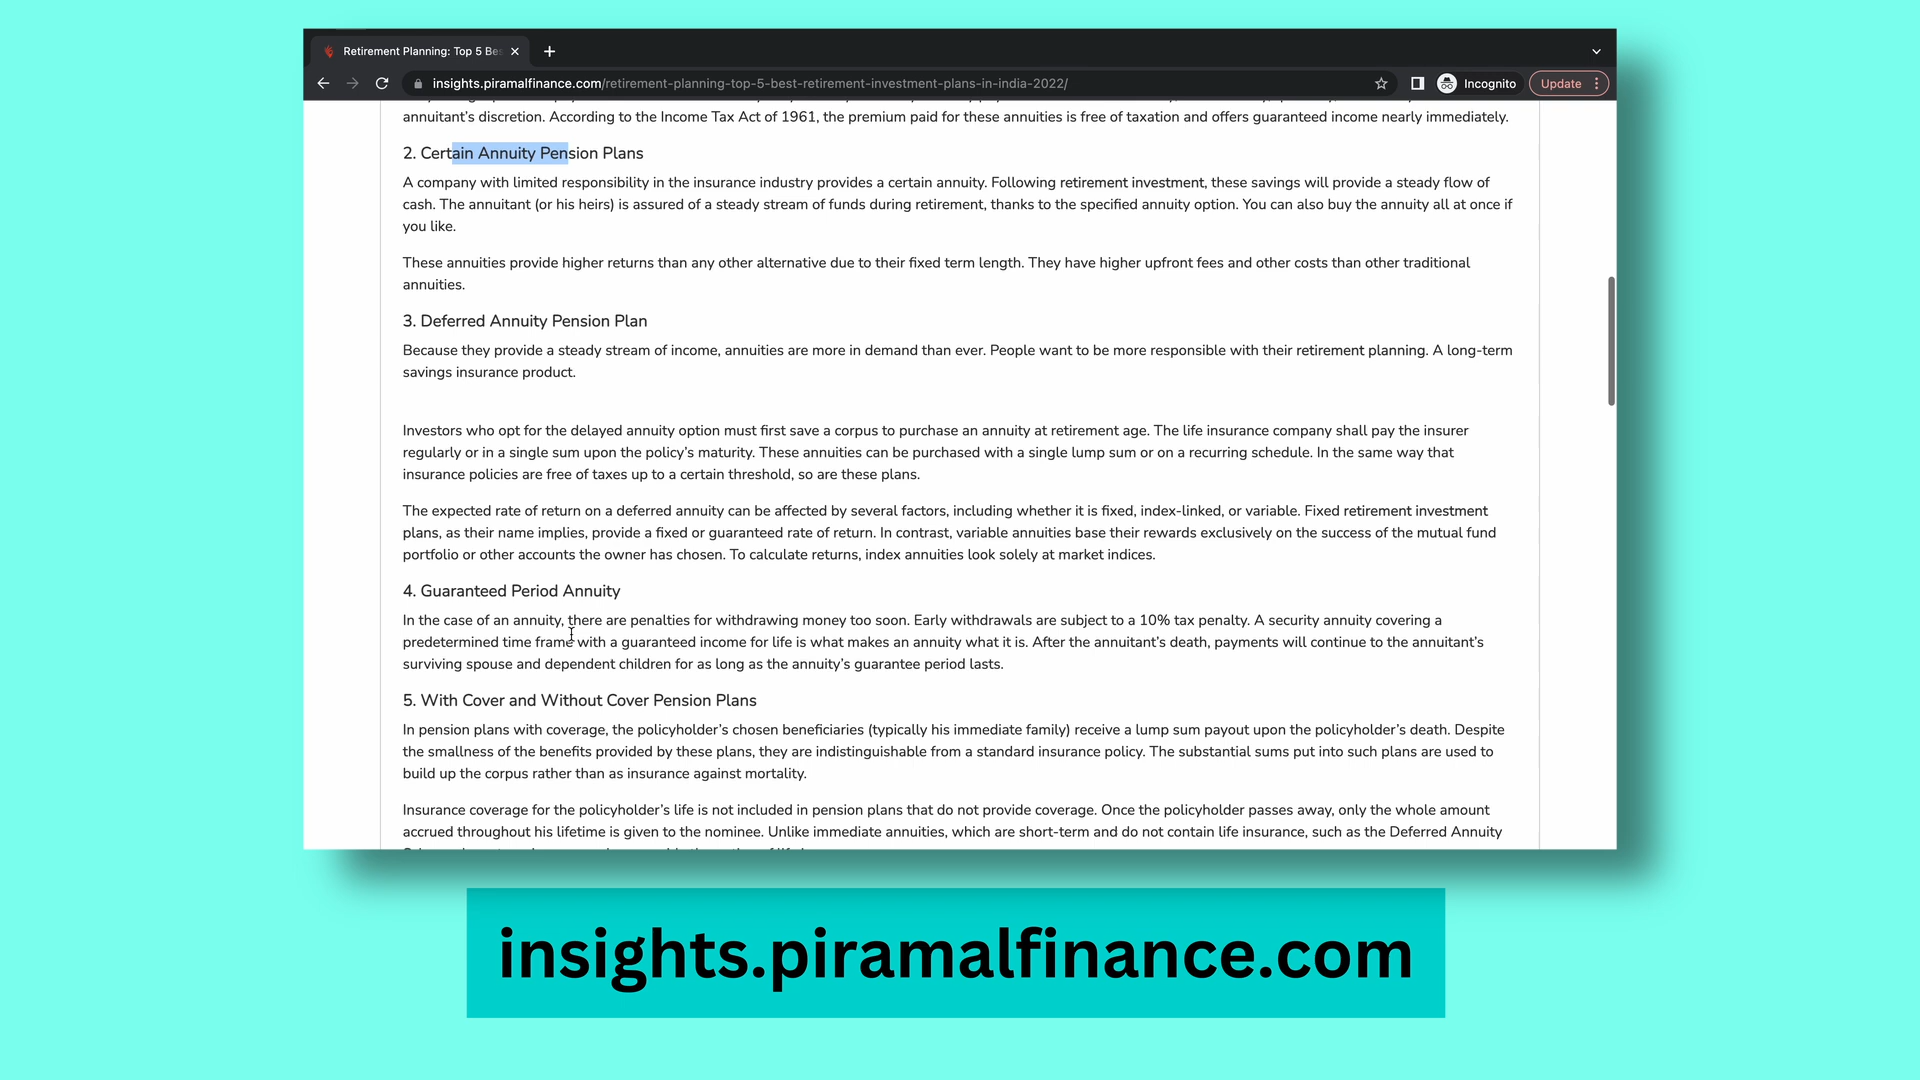 Retirement Planning: Top 5 Be
insights.piramalfinance.com/retirement-planning-top-5-best-retirement-investment-plans-in-india-2022/
Incognito
Update
annuitant’s discretion. According to the Income Tax Act of 1961, the premium paid for these annuities is free of taxation and offers guaranteed income nearly immediately.
2. Certain Annuity Pension Plans
A company with limited responsibility in the insurance industry provides a certain annuity. Following retirement investment, these savings will provide a steady flow of
cash. The annuitant (or his heirs) is assured of a steady stream of funds during retirement, thanks to the specified annuity option. You can also buy the annuity all at once if
you like.
These annuities provide higher returns than any other alternative due to their fixed term length. They have higher upfront fees and other costs than other traditional
annuities.
3. Deferred Annuity Pension Plan
Because they provide a steady stream of income, annuities are more in demand than ever. People want to be more responsible with their retirement planning. A long-term
savings insurance product.
Investors who opt for the delayed annuity option must first save a corpus to purchase an annuity at retirement age. The life insurance company shall pay the insurer
regularly or in a single sum upon the policy’s maturity. These annuities can be purchased with a single lump sum or on a recurring schedule. In the same way that
insurance policies are free of taxes up to a certain threshold, so are these plans.
The expected rate of return on a deferred annuity can be affected by several factors, including whether it is fixed, index-linked, or variable. Fixed retirement investment
plans, as their name implies, provide a fixed or guaranteed rate of return. In contrast, variable annuities base their rewards exclusively on the success of the mutual fund
portfolio or other accounts the owner has chosen. To calculate returns, index annuities look solely at market indices.
4. Guaranteed Period Annuity
In the case of an annuity, there are penalties for withdrawing money too soon. Early withdrawals are subject to a 10% tax penalty. A security annuity covering a
predetermined time frame with a guaranteed income for life is what makes an annuity what it is. After the annuitant’s death, payments will continue to the annuitant’s
surviving spouse and dependent children for as long as the annuity’s guarantee period lasts.
5. With Cover and Without Cover Pension Plans
In pension plans with coverage, the policyholder’s chosen beneficiaries (typically his immediate family) receive a lump sum payout upon the policyholder’s death. Despite
the smallness of the benefits provided by these plans, they are indistinguishable from a standard insurance policy. The substantial sums put into such plans are used to
build up the corpus rather than as insurance against mortality.
Insurance coverage for the policyholder’s life is not included in pension plans that do not provide coverage. Once the policyholder passes away, only the whole amount
accrued throughout his lifetime is given to the nominee. Unlike immediate annuities, which are short-term and do not contain life insurance, such as the Deferred Annuity
insights.piramalfinance.com